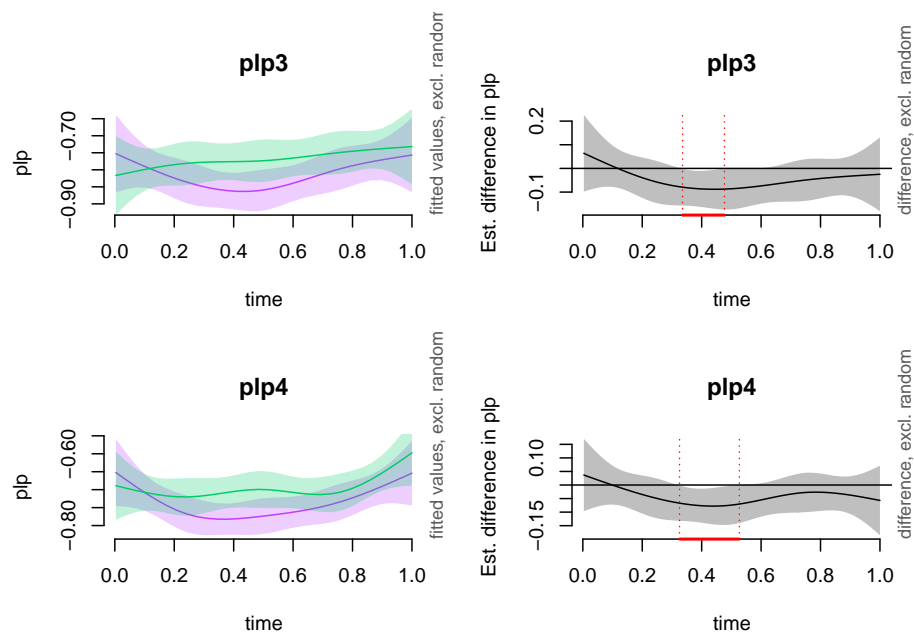 plp3
plp
−0.70
−0.90
0.0 0.2 0.4 0.6 0.8 1.0
time
fitted values, excl. random
plp3
Est. difference in plp
0.2
−0.1
0.0 0.2 0.4 0.6 0.8 1.0
time
difference, excl. random
plp4
plp
−0.60
−0.80
0.0 0.2 0.4 0.6 0.8 1.0
time
fitted values, excl. random
plp4
Est. difference in plp
0.10
−0.15
0.0 0.2 0.4 0.6 0.8 1.0
time
difference, excl. random